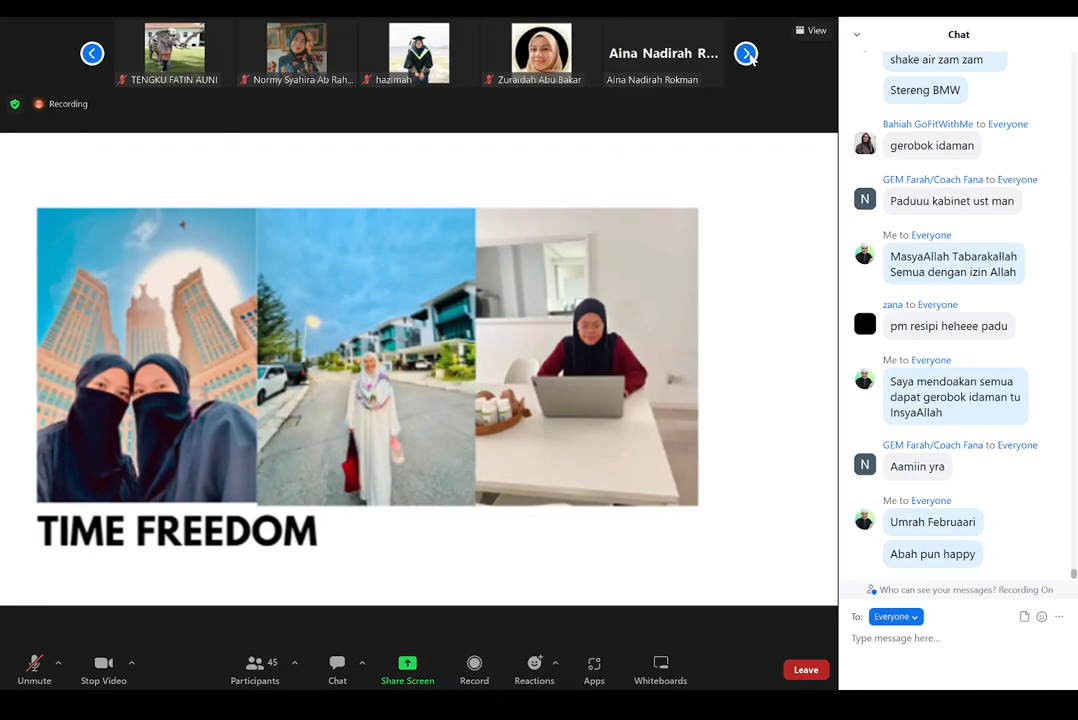 View
Aina Nadirah R...
TENGKU FATIN AUNI
Normy Syahira Ab Rah...
hazimah
Zuraidah Abu Bakar
Aina Nadirah Rokman
Recording
TIME FREEDOM
Chat
shake air zam zam
Stereng BMW
Bahiah GoFitWithMe to Everyone
gerobok idaman
GEM Farah/Coach Fana to Everyone
N
Paduuu kabinet ust man
Me to Everyone
MasyaAllah Tabarakallah
Semua dengan izin Allah
zana to Everyone
pm resipi heheee padu
Me to Everyone
Saya mendoakan semua
dapat gerobok idaman tu
InsyaAllah
GEM Farah/Coach Fana to Everyone
N
Aamiin yra
Me to Everyone
Umrah Februaari
Abah pun happy
Who can see your messages? Recording On
To: Everyone
Type message here...
Unmute
Stop Video
45
Participants
Chat
Share Screen
Record
Reactions
Apps
Whiteboards
Leave